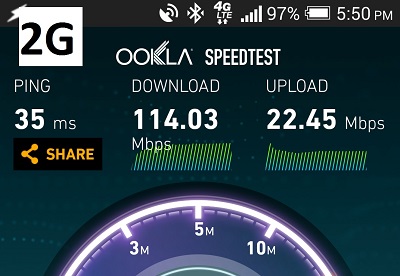 4G LTE 97% 5:50 PM
2G
OOKLA SPEEDTEST
PING DOWNLOAD UPLOAD
35 ms 114.03 Mbps 22.45 Mbps
SHARE
3M 5M 10M